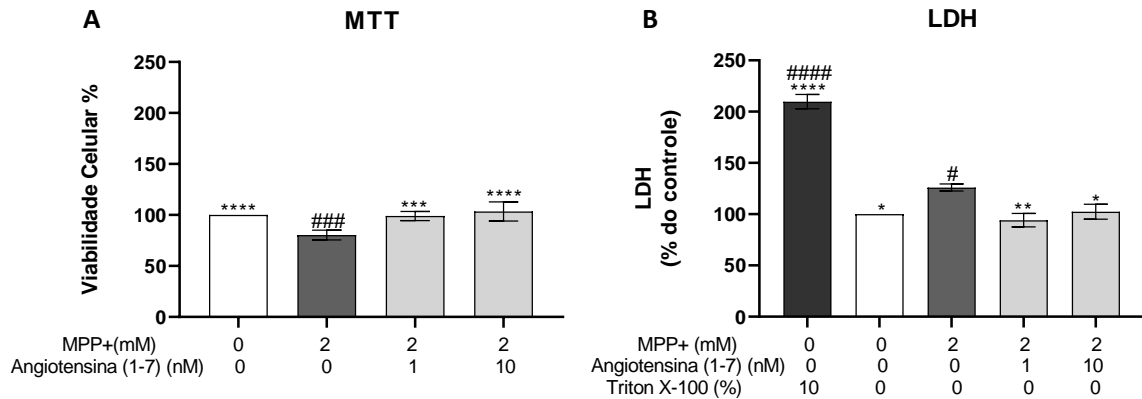 A
MTT
Viabilidade Celular %
250
200
150
100
50
0
****
###
***
****
MPP+(mM) 0 2 2 2
Angiotensina (1-7) (nM) 0 0 1 10
B
LDH
LDH
(% do controle)
250
200
150
100
50
0
####
****
*
#
**
*
MPP+ (mM) 0 0 2 2 2
Angiotensina (1-7) (nM) 0 0 0 1 10
Triton X-100 (%) 10 0 0 0 0